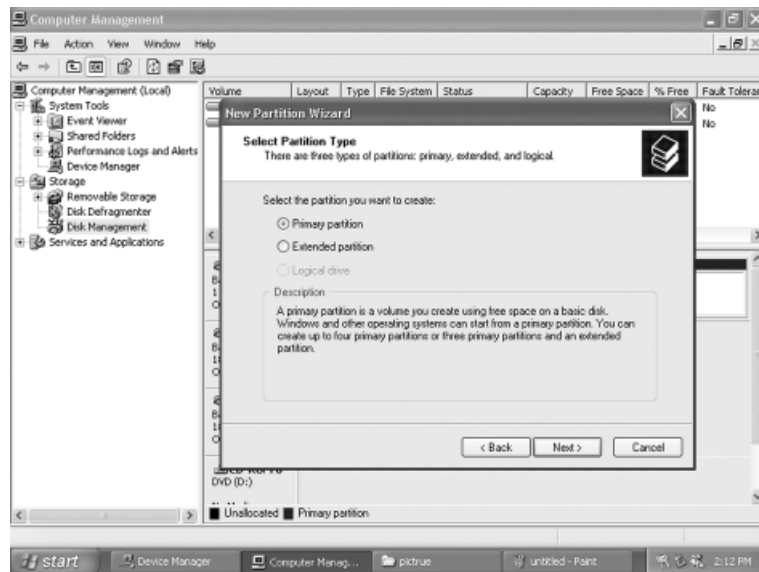 Computer Management
File Action View Window Help
Computer Management (Local)
System Tools
Event Viewer
Shared Folders
Performance Logs and Alerts
Device Manager
Storage
Removable Storage
Disk Defragmenter
Disk Management
Services and Applications
Volume Layout Type File System Status Capacity Free Space % Free Fault Tolera
No
No
New Partition Wizard
Select Partition Type
There are three types of partitions: primary, extended, and logical.
Select the partition you want to create:
Primary partition
Extended partition
Logical drive
Description
A primary partition is a volume you create using free space on a basic disk.
Windows and other operating systems can start from a primary partition. You can
create up to four primary partitions or three primary partitions and an extended
partition.
< Back Next > Cancel
DVD (D:)
Unallocated Primary partition
start Device Manager Computer Manag... pictrue untitled - Paint 2:12 PM